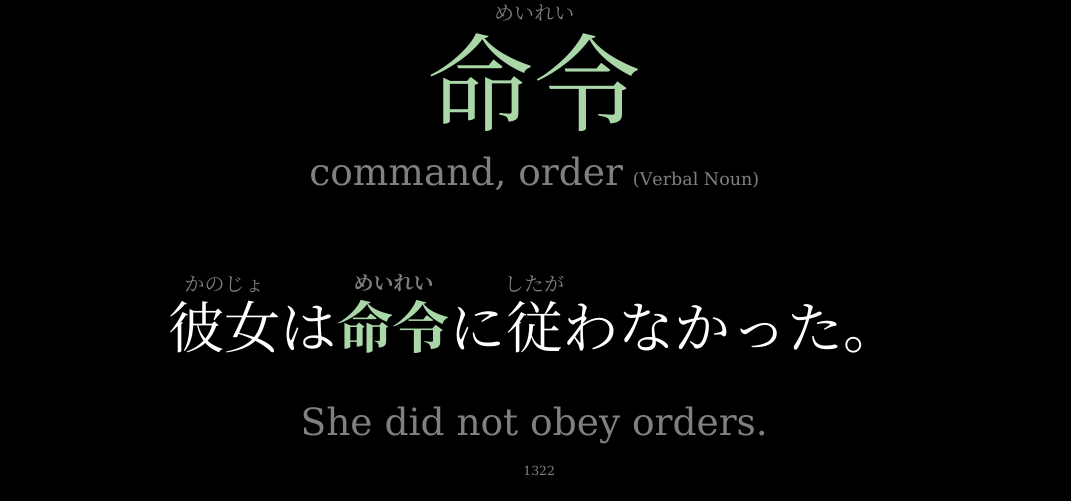 めいれい
命令
command, order (Verbal Noun)
かのじょ めいれい したが
彼女は命令に従わなかった。
She did not obey orders.
1322